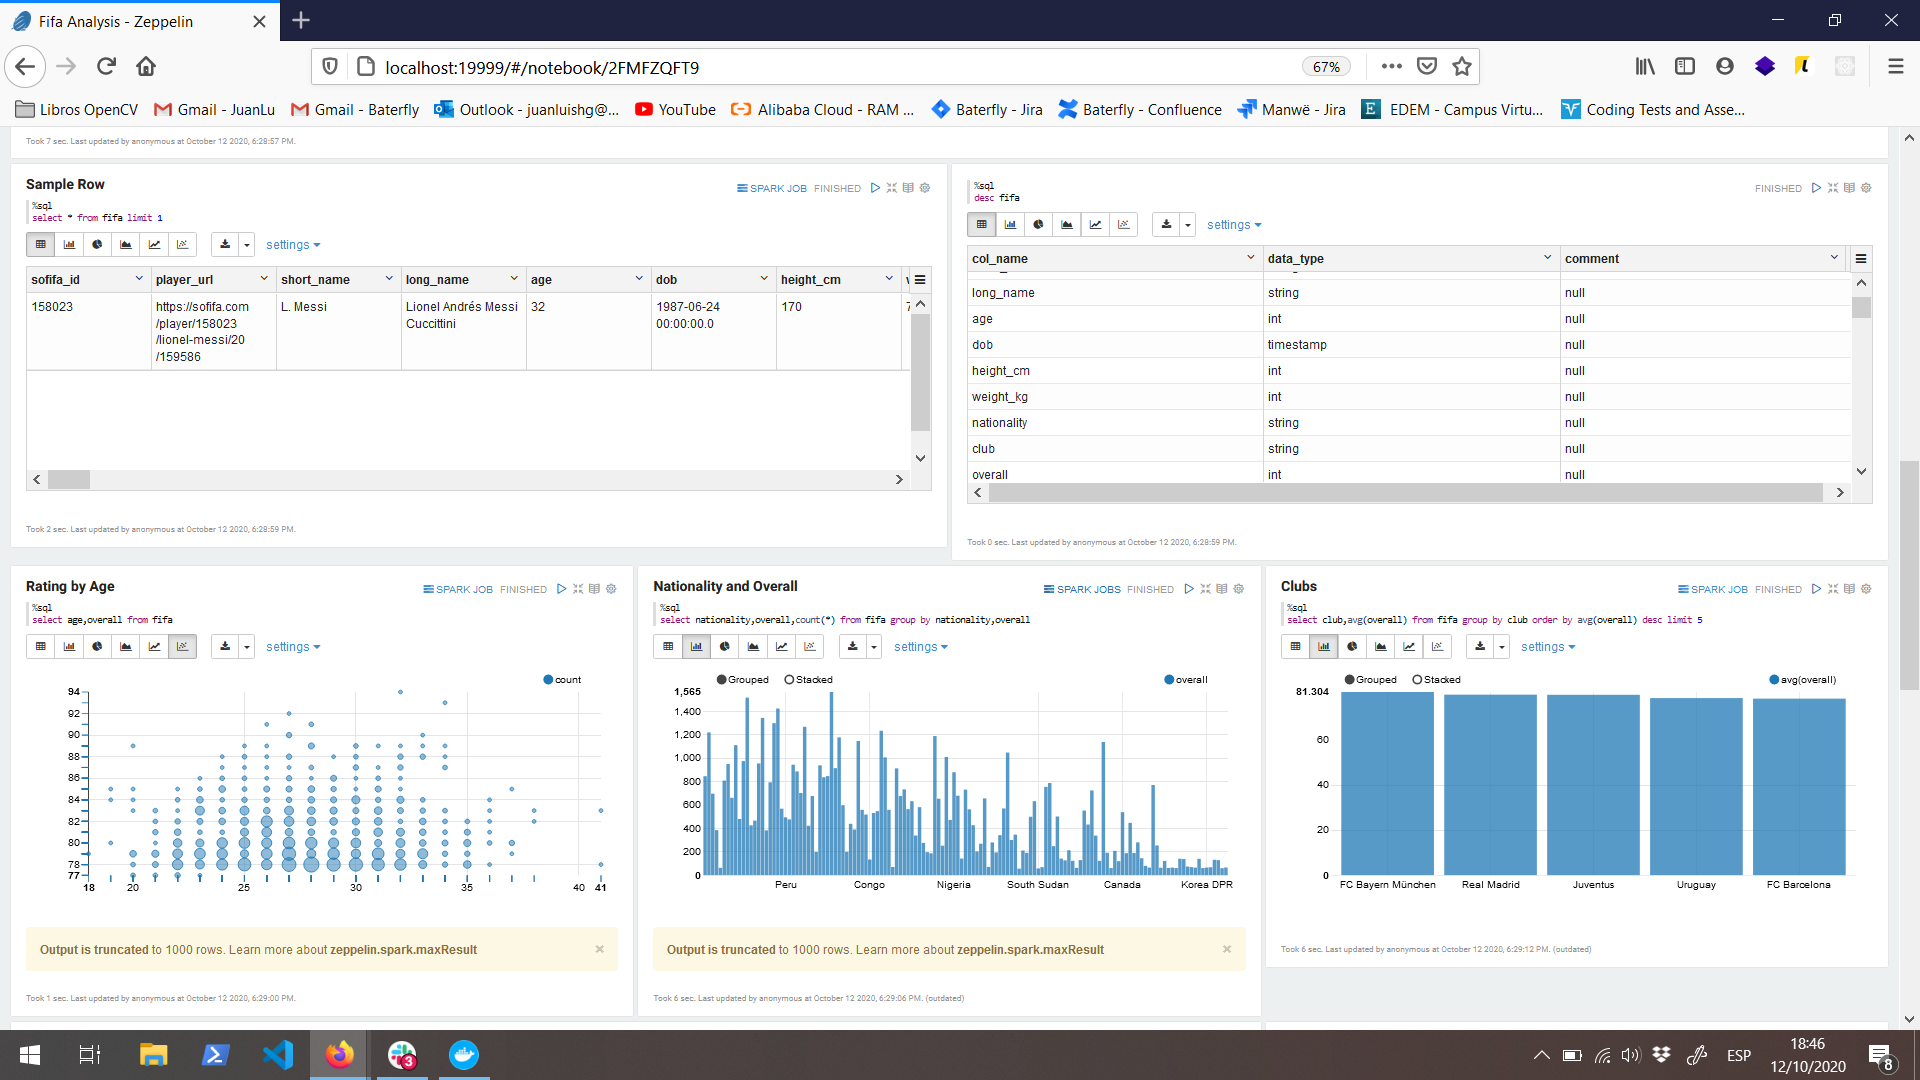 Fifa Analysis - Zeppelin
localhost:19999/#/notebook/2FMFZQFT9
67%
Libros OpenCV
Gmail - JuanLu
Gmail - Baterfly
Outlook - juanluishg@...
YouTube
Alibaba Cloud - RAM ...
Baterfly - Jira
Baterfly - Confluence
Manwë - Jira
EDEM - Campus Virtu...
Coding Tests and Asse...
Took 7 sec. Last updated by anonymous at October 12 2020, 6:28:57 PM.
Sample Row
SPARK JOB FINISHED
%sql
select * from fifa limit 1
settings
sofifa_id player_url short_name long_name age dob height_cm
158023 https://sofifa.com L. Messi Lionel Andrés Messi 32 1987-06-24 170
/player/158023 Cuccittini 00:00:00.0
/lionel-messi/20
/159586
Took 2 sec. Last updated by anonymous at October 12 2020, 6:28:59 PM.
%sql
desc fifa
FINISHED
settings
col_name data_type comment
long_name string null
age int null
dob timestamp null
height_cm int null
weight_kg int null
nationality string null
club string null
overall int null
Took 0 sec. Last updated by anonymous at October 12 2020, 6:28:59 PM.
Rating by Age
SPARK JOB FINISHED
%sql
select age,overall from fifa
settings
count
94
92
90
88
86
84
82
80
78
77
18 20 25 30 35 40 41
Output is truncated to 1000 rows. Learn more about zeppelin.spark.maxResult ×
Took 1 sec. Last updated by anonymous at October 12 2020, 6:29:00 PM.
Nationality and Overall
SPARK JOBS FINISHED
%sql
select nationality,overall,count(*) from fifa group by nationality,overall
settings
Grouped Stacked overall
1,565
1,400
1,200
1,000
800
600
400
200
0
Peru Congo Nigeria South Sudan Canada Korea DPR
Output is truncated to 1000 rows. Learn more about zeppelin.spark.maxResult ×
Took 6 sec. Last updated by anonymous at October 12 2020, 6:29:06 PM. (outdated)
Clubs
SPARK JOB FINISHED
%sql
select club,avg(overall) from fifa group by club order by avg(overall) desc limit 5
settings
Grouped Stacked avg(overall)
81.304
60
40
20
0
FC Bayern München Real Madrid Juventus Uruguay FC Barcelona
Took 6 sec. Last updated by anonymous at October 12 2020, 6:29:12 PM. (outdated)
3
ESP
18:46
12/10/2020
8